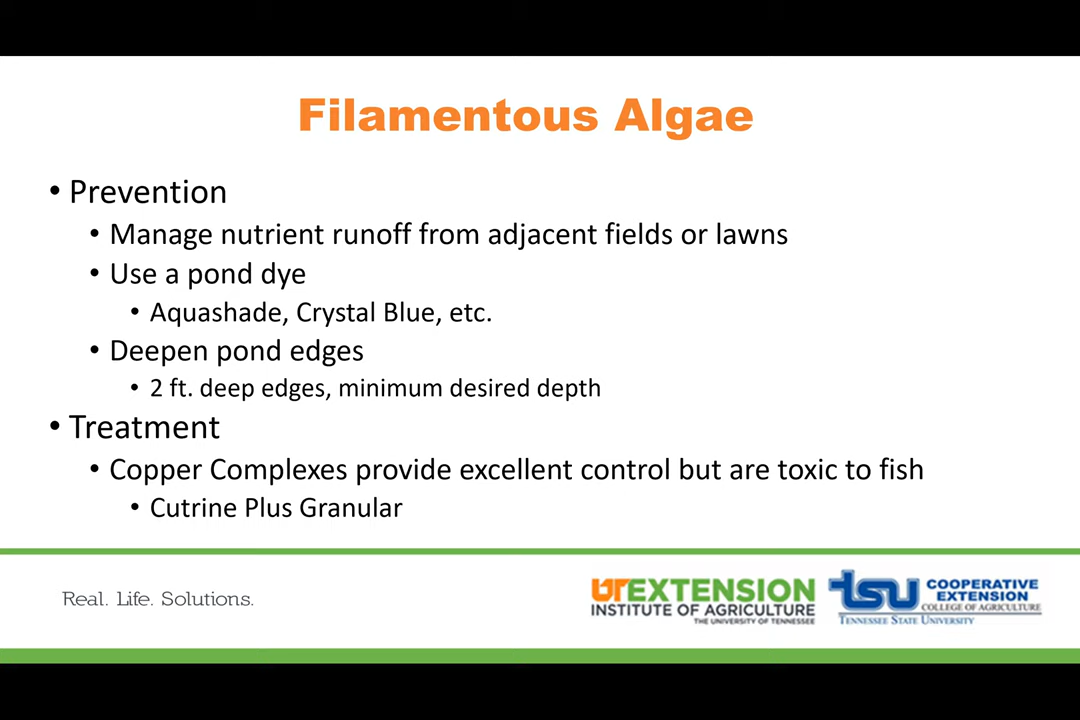 Filamentous Algae
• Prevention
• Manage nutrient runoff from adjacent fields or lawns
• Use a pond dye
• Aquashade, Crystal Blue, etc.
• Deepen pond edges
• 2 ft. deep edges, minimum desired depth
• Treatment
• Copper Complexes provide excellent control but are toxic to fish
• Cutrine Plus Granular
Real. Life. Solutions.
UT EXTENSION
INSTITUTE OF AGRICULTURE
THE UNIVERSITY OF TENNESSEE
tsu COOPERATIVE
EXTENSION
COLLEGE OF AGRICULTURE
TENNESSEE STATE UNIVERSITY